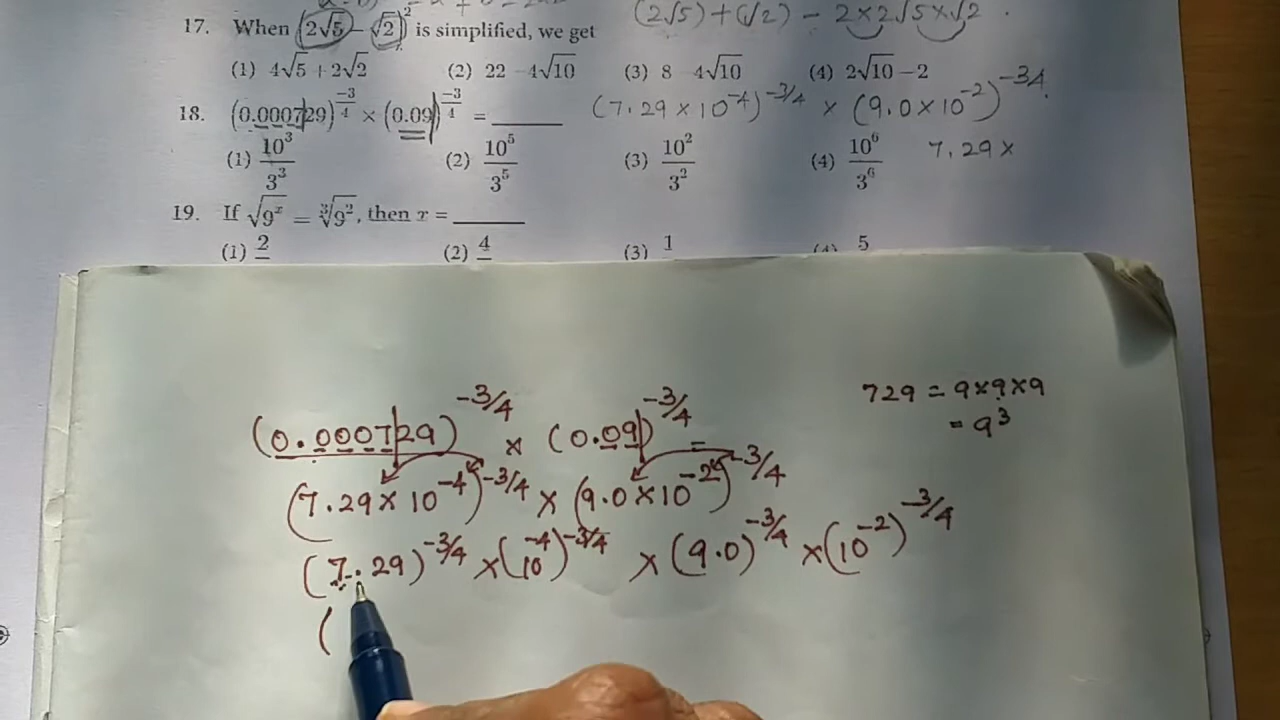 (2√5) + (√2) − 2×2√5×√2
17. When (2√5 − √2)² is simplified, we get
(1) 4√5 + 2√2 (2) 22 − 4√10 (3) 8 − 4√10 (4) 2√10 − 2
18. (0.000729)^(-3/4) × (0.09)^(-3/4) = ______ (7.29 × 10^-4)^(-3/4) × (9.0 × 10^-2)^(-3/4)
(1) 10³/3³ (2) 10⁵/3⁵ (3) 10²/3² (4) 10⁶/3⁶ 7.29 ×
19. If √9^x = ∛9², then x = ______
(1) 2 (2) 4 (3) 1 (4) 5
729 = 9×9×9
= 9³
(0.000729)^(-3/4) × (0.09)^(-3/4) =
(7.29 × 10^-4)^(-3/4) × (9.0 × 10^-2)^(-3/4)
(7.29)^(-3/4) × (10^-4)^(-3/4) × (9.0)^(-3/4) × (10^-2)^(-3/4)
(